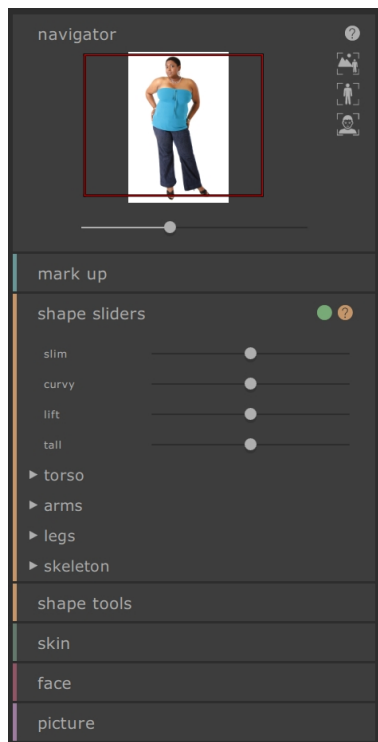 navigator
?
mark up
shape sliders
?
slim
curvy
lift
tall
torso
arms
legs
skeleton
shape tools
skin
face
picture